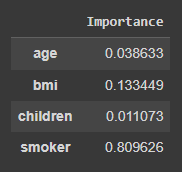 Importance
age 0.038633
bmi 0.133449
children 0.011073
smoker 0.809626